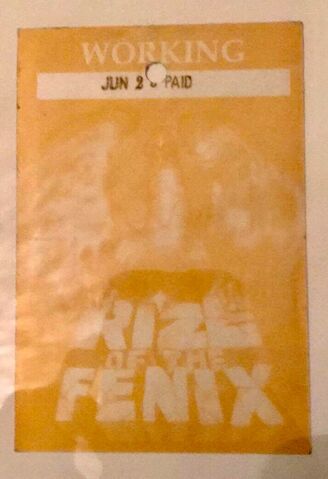 WORKING
JUN 2 PAID
RIZE
OF THE
FENIX